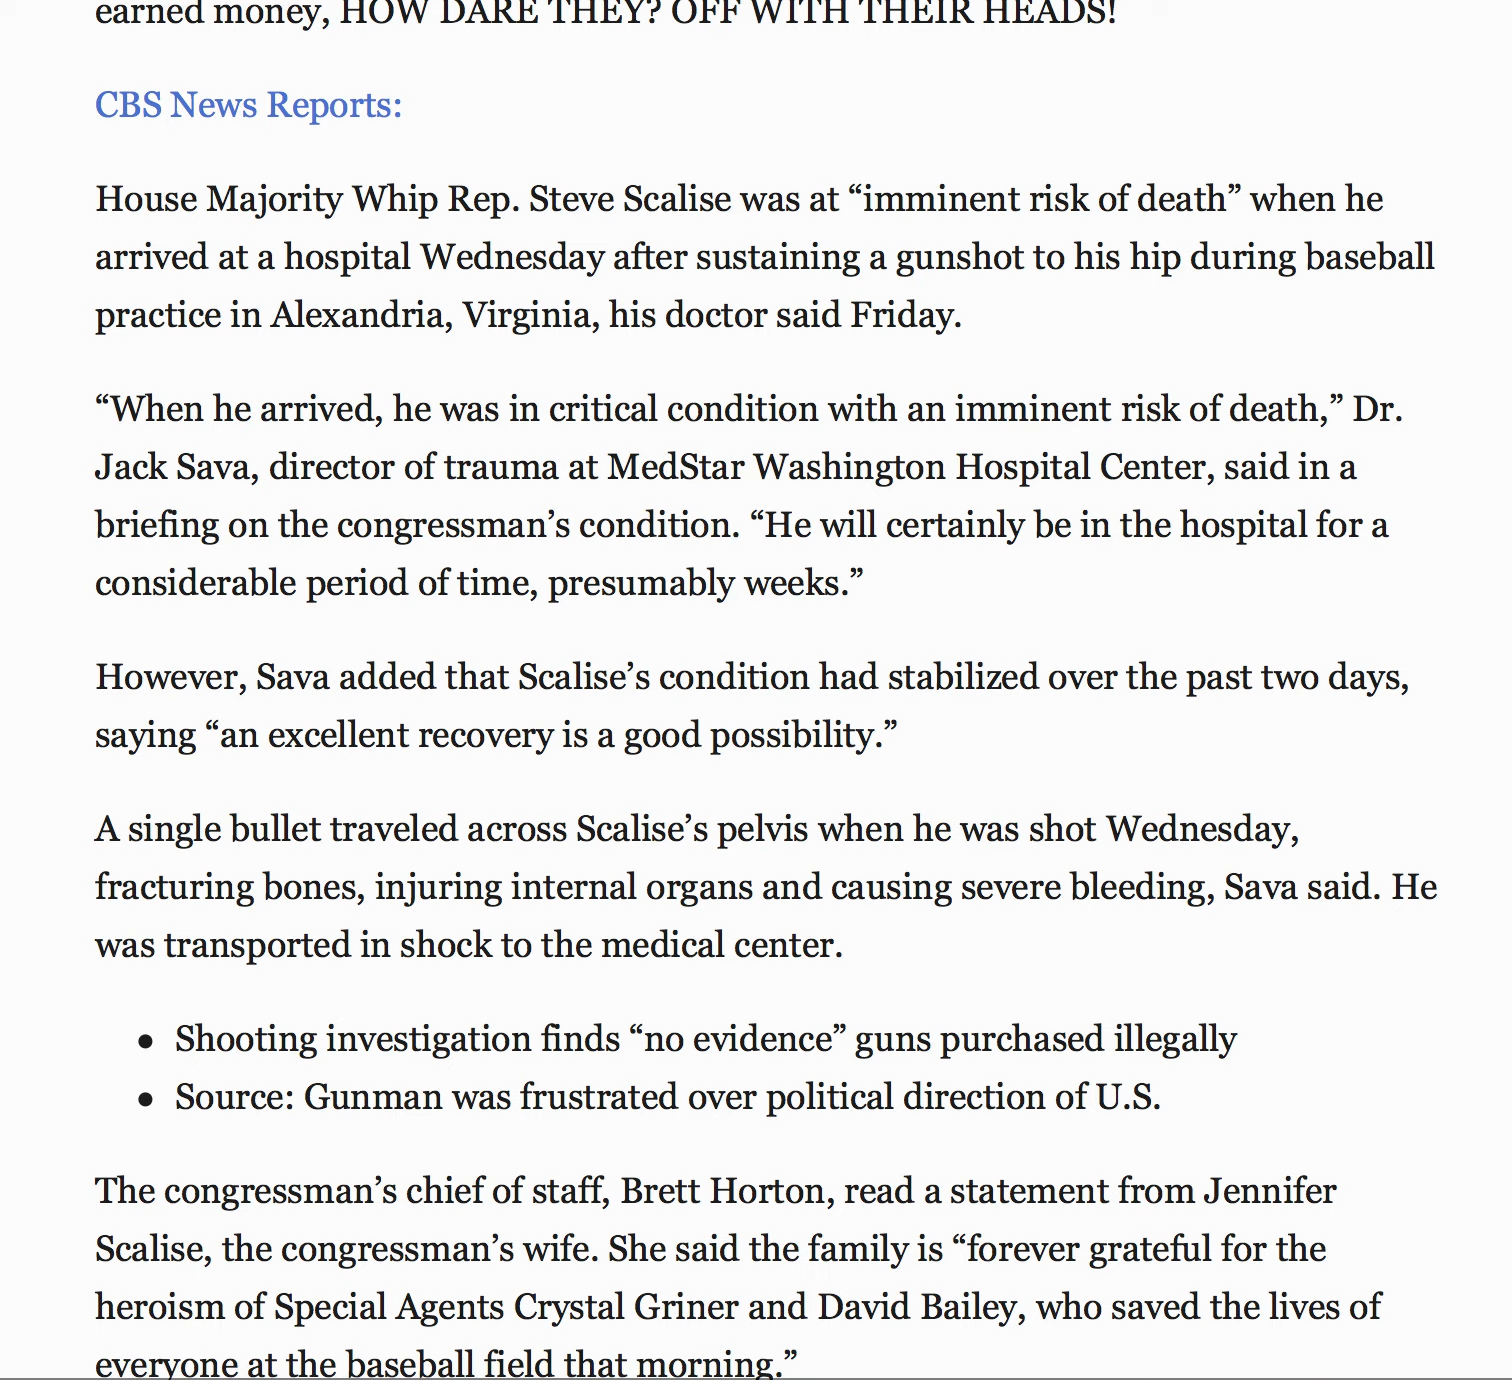 earned money, HOW DARE THEY? OFF WITH THEIR HEADS!
CBS News Reports:
House Majority Whip Rep. Steve Scalise was at “imminent risk of death” when he
arrived at a hospital Wednesday after sustaining a gunshot to his hip during baseball
practice in Alexandria, Virginia, his doctor said Friday.
“When he arrived, he was in critical condition with an imminent risk of death,” Dr.
Jack Sava, director of trauma at MedStar Washington Hospital Center, said in a
briefing on the congressman’s condition. “He will certainly be in the hospital for a
considerable period of time, presumably weeks.”
However, Sava added that Scalise’s condition had stabilized over the past two days,
saying “an excellent recovery is a good possibility.”
A single bullet traveled across Scalise’s pelvis when he was shot Wednesday,
fracturing bones, injuring internal organs and causing severe bleeding, Sava said. He
was transported in shock to the medical center.
• Shooting investigation finds “no evidence” guns purchased illegally
• Source: Gunman was frustrated over political direction of U.S.
The congressman’s chief of staff, Brett Horton, read a statement from Jennifer
Scalise, the congressman’s wife. She said the family is “forever grateful for the
heroism of Special Agents Crystal Griner and David Bailey, who saved the lives of
everyone at the baseball field that morning.”